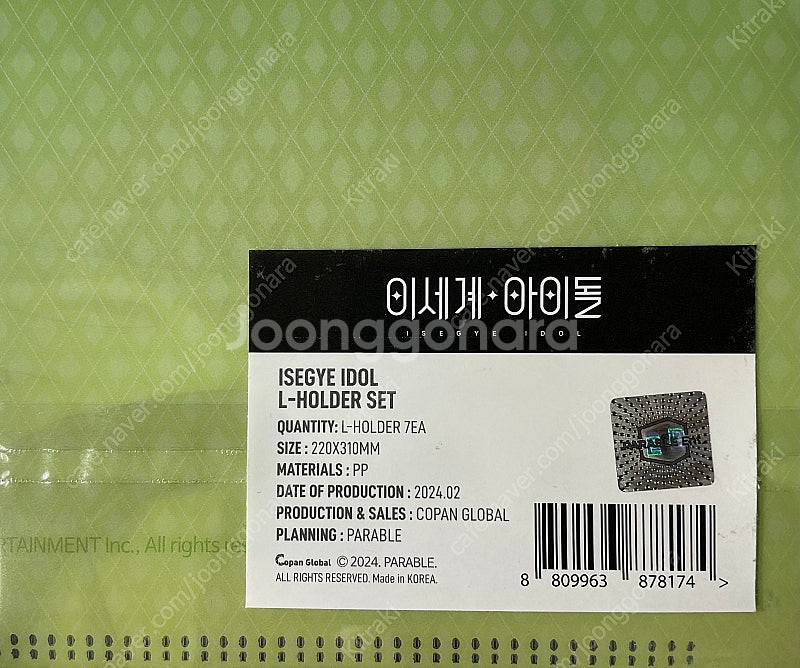 이세계·아이돌
ISEGYE IDOL
ISEGYE IDOL
L-HOLDER SET
QUANTITY: L-HOLDER 7EA
SIZE : 220X310MM
MATERIALS : PP
DATE OF PRODUCTION : 2024.02
PRODUCTION & SALES : COPAN GLOBAL
PLANNING : PARABLE
Copan Global © 2024. PARABLE.
ALL RIGHTS RESERVED. Made in KOREA.
8 809963 878174 >
RTAINMENT Inc., All rights res
Joonggonara
cafe.naver.com/joonggonara
Kitraki